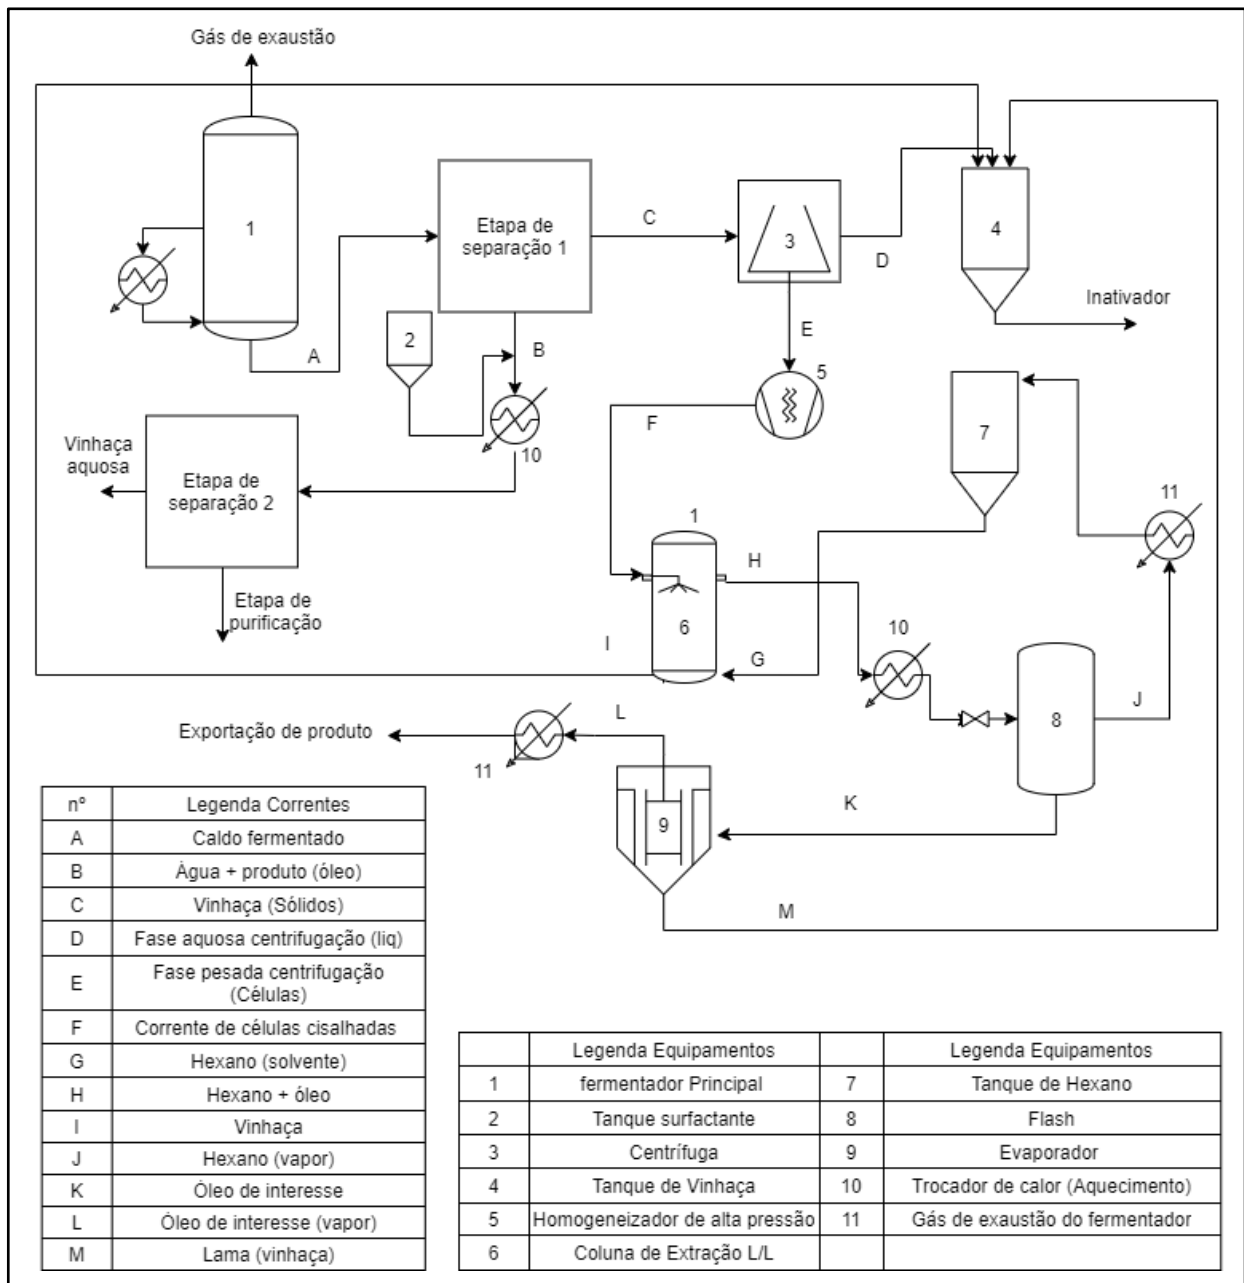 Gás de exaustão
1
Etapa de
separação 1
C
3
D
4
Inativador
A
2
B
E
5
F
7
10
11
Vinhaça
aquosa
Etapa de
separação 2
Etapa de
purificação
1
H
6
I
G
10
8
J
L
Exportação de produto
11
9
K
M
nº Legenda Correntes
A Caldo fermentado
B Água + produto (óleo)
C Vinhaça (Sólidos)
D Fase aquosa centrifugação (liq)
E Fase pesada centrifugação
(Células)
F Corrente de células cisalhadas
G Hexano (solvente)
H Hexano + óleo
I Vinhaça
J Hexano (vapor)
K Óleo de interesse
L Óleo de interesse (vapor)
M Lama (vinhaça)
Legenda Equipamentos Legenda Equipamentos
1 fermentador Principal 7 Tanque de Hexano
2 Tanque surfactante 8 Flash
3 Centrífuga 9 Evaporador
4 Tanque de Vinhaça 10 Trocador de calor (Aquecimento)
5 Homogeneizador de alta pressão 11 Gás de exaustão do fermentador
6 Coluna de Extração L/L